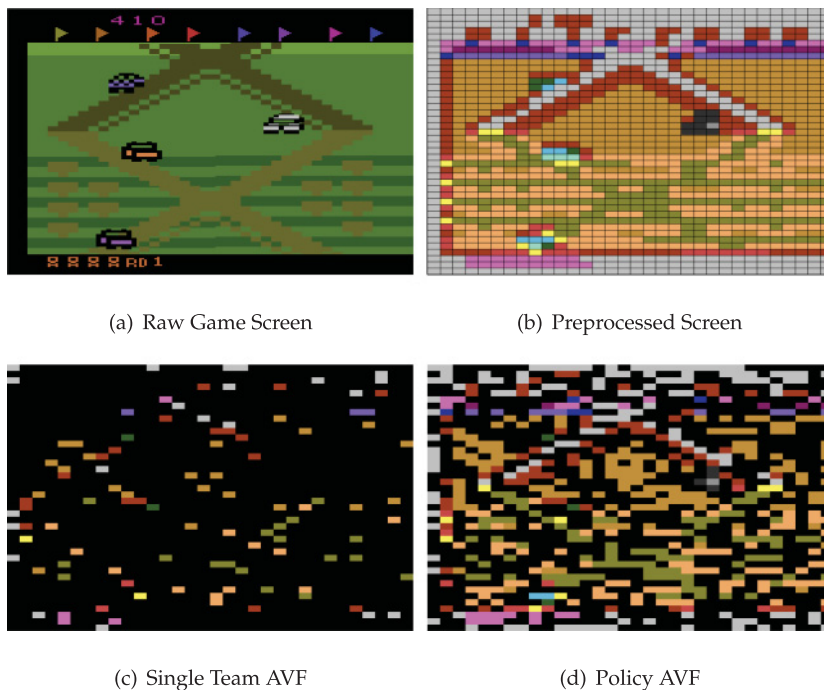 410
RD 1
(a) Raw Game Screen
(b) Preprocessed Screen
(c) Single Team AVF
(d) Policy AVF